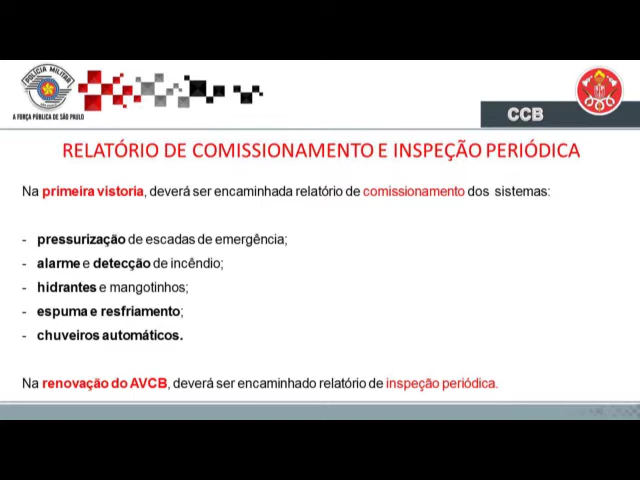 POLÍCIA MILITAR
A FORÇA PÚBLICA DE SÃO PAULO
CCB
RELATÓRIO DE COMISSIONAMENTO E INSPEÇÃO PERIÓDICA
Na primeira vistoria, deverá ser encaminhada relatório de comissionamento dos sistemas:
- pressurização de escadas de emergência;
- alarme e detecção de incêndio;
- hidrantes e mangotinhos;
- espuma e resfriamento;
- chuveiros automáticos.
Na renovação do AVCB, deverá ser encaminhado relatório de inspeção periódica.